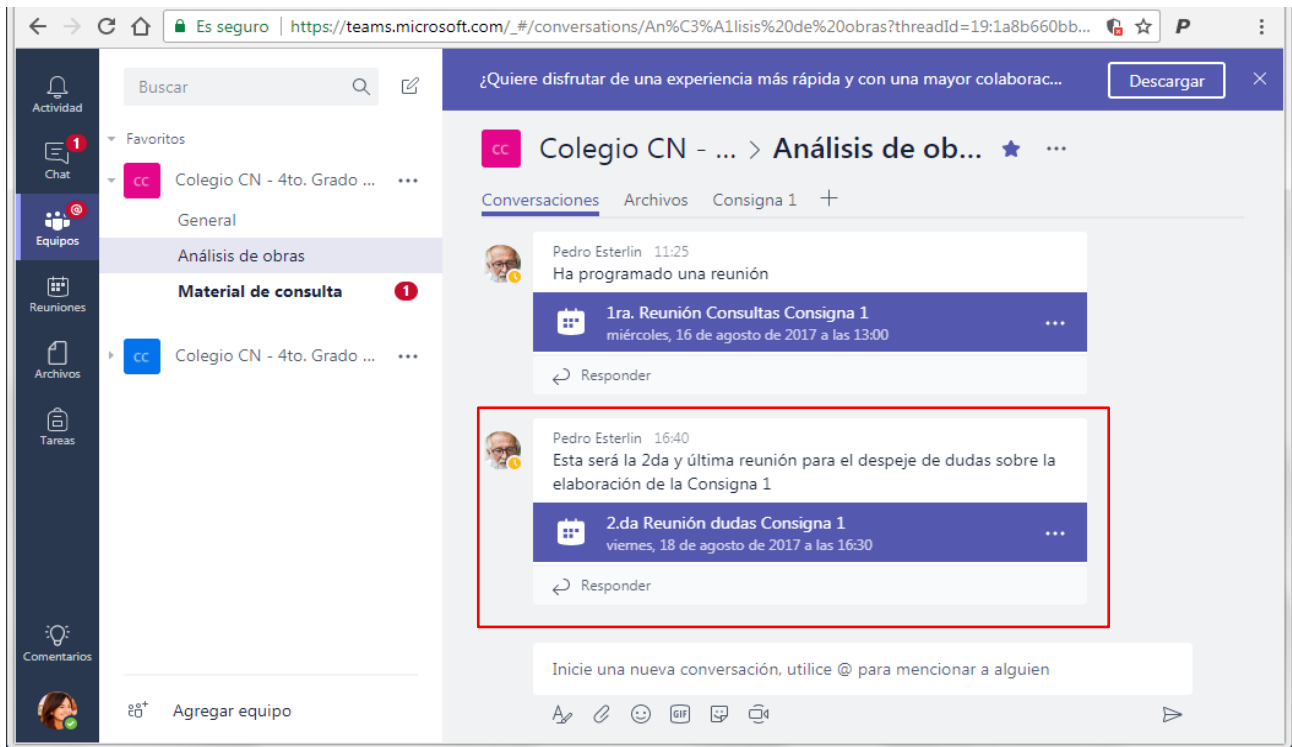 Es seguro | https://teams.microsoft.com/_#/conversations/An%C3%A1lisis%20de%20obras?threadId=19:1a8b660bb...
P
Actividad
1
Chat
@
Equipos
Reuniones
Archivos
Tareas
Comentarios
Buscar
Favoritos
CC Colegio CN - 4to. Grado ... •••
General
Análisis de obras
Material de consulta 1
CC Colegio CN - 4to. Grado ... •••
Agregar equipo
¿Quiere disfrutar de una experiencia más rápida y con una mayor colaborac... Descargar
CC Colegio CN - ... > Análisis de ob... •••
Conversaciones Archivos Consigna 1 +
Pedro Esterlin 11:25
Ha programado una reunión
1ra. Reunión Consultas Consigna 1
miércoles, 16 de agosto de 2017 a las 13:00
Responder
Pedro Esterlin 16:40
Esta será la 2da y última reunión para el despeje de dudas sobre la
elaboración de la Consigna 1
2.da Reunión dudas Consigna 1
viernes, 18 de agosto de 2017 a las 16:30
Responder
Inicie una nueva conversación, utilice @ para mencionar a alguien
GIF